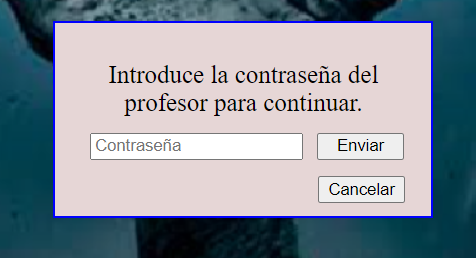 Introduce la contraseña del
profesor para continuar.
Contraseña Enviar
Cancelar